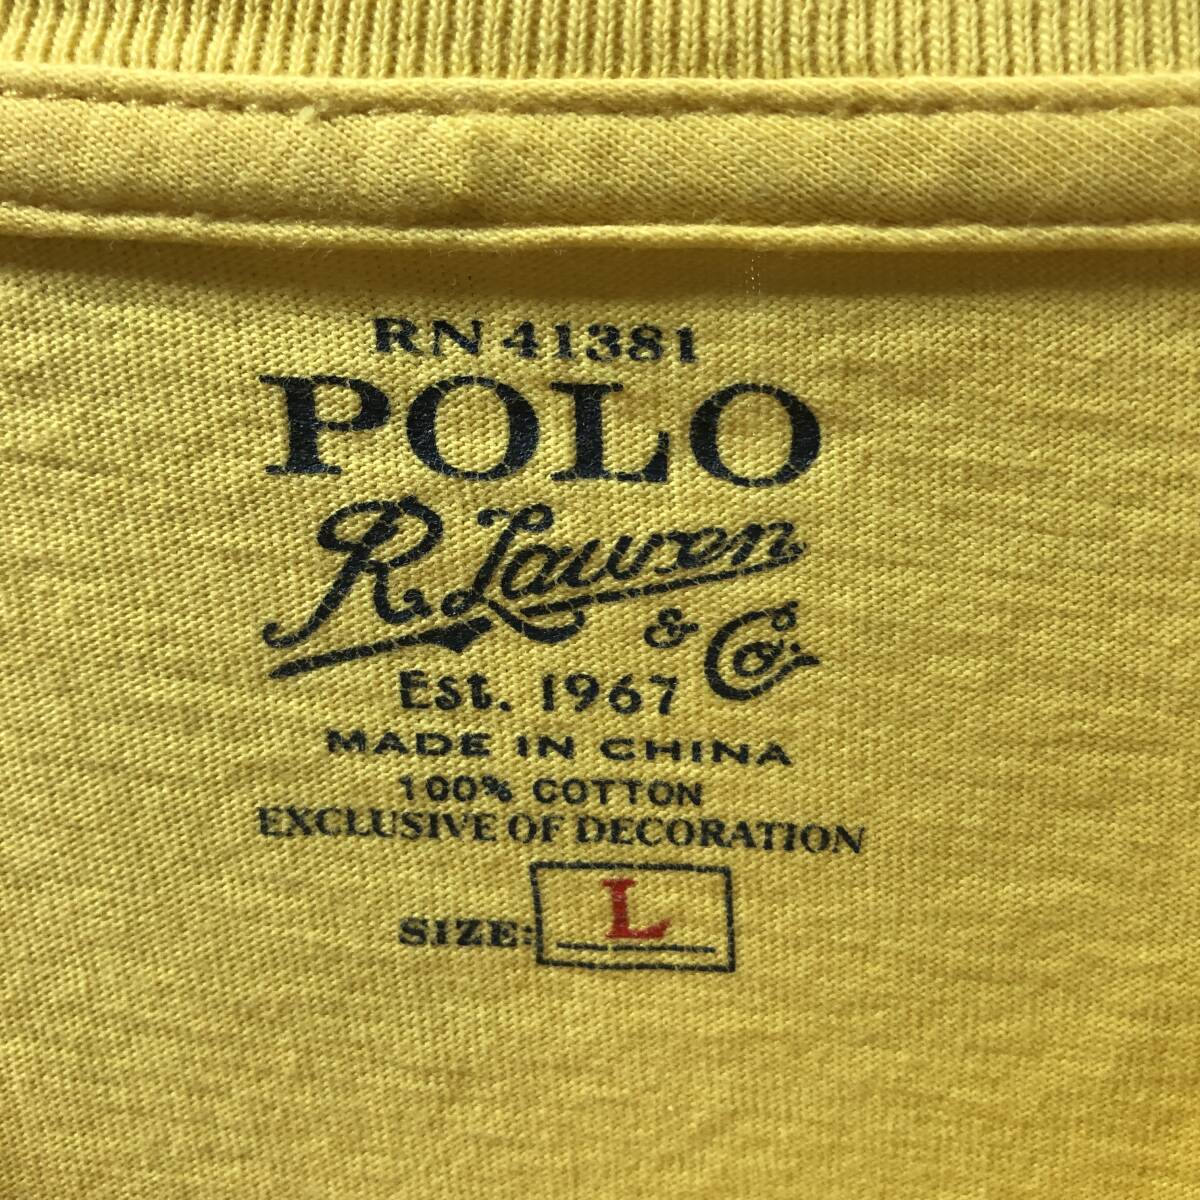 RN 41381
POLO
R. Lauren
& Co.
Est. 1967
MADE IN CHINA
100% COTTON
EXCLUSIVE OF DECORATION
SIZE: L